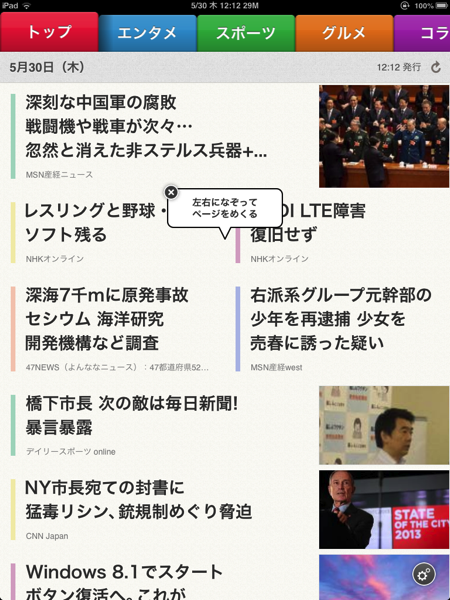 iPad
5/30 木 12:12 29M
100%
トップ
エンタメ
スポーツ
グルメ
コラ
5月30日（木）
12:12 発行
深刻な中国軍の腐敗
戦闘機や戦車が次々…
忽然と消えた非ステルス兵器+...
MSN産経ニュース
レスリングと野球・
ソフト残る
NHKオンライン
左右になぞって
ページをめくる
DI LTE障害
復旧せず
NHKオンライン
深海7千mに原発事故
セシウム 海洋研究
開発機構など調査
47NEWS（よんななニュース）：47都道府県52...
右派系グループ元幹部の
少年を再逮捕 少女を
売春に誘った疑い
MSN産経west
橋下市長 次の敵は毎日新聞!
暴言暴露
デイリースポーツ online
NY市長宛ての封書に
猛毒リシン、銃規制めぐり脅迫
CNN Japan
STATE
OF THE CITY
2013
Windows 8.1でスタート
ボタン復活へ。これが